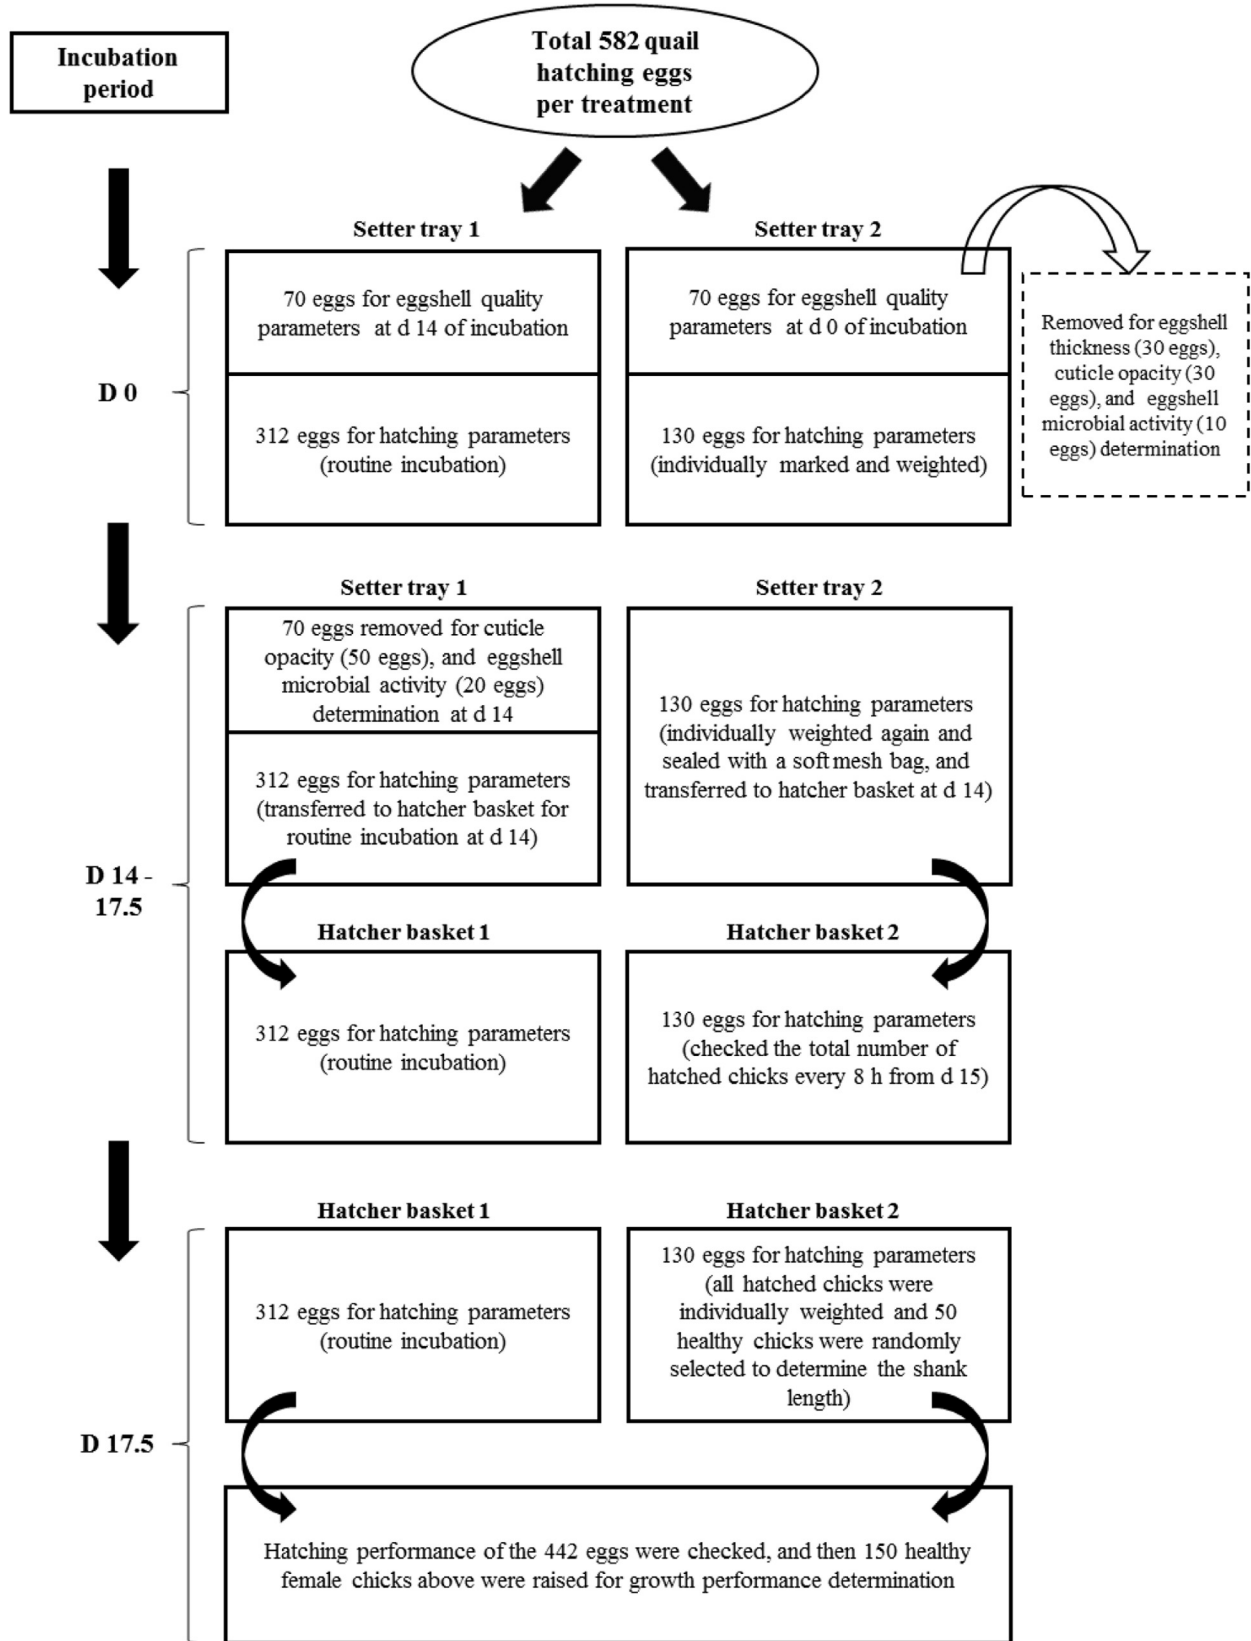 Incubation
period
Total 582 quail
hatching eggs
per treatment
Setter tray 1
Setter tray 2
70 eggs for eggshell quality
parameters at d 14 of incubation
70 eggs for eggshell quality
parameters at d 0 of incubation
Removed for eggshell
thickness (30 eggs),
cuticle opacity (30
eggs), and eggshell
microbial activity (10
eggs) determination
D 0
312 eggs for hatching parameters
(routine incubation)
130 eggs for hatching parameters
(individually marked and weighted)
Setter tray 1
Setter tray 2
70 eggs removed for cuticle
opacity (50 eggs), and eggshell
microbial activity (20 eggs)
determination at d 14
130 eggs for hatching parameters
(individually weighted again and
sealed with a soft mesh bag, and
transferred to hatcher basket at d 14)
312 eggs for hatching parameters
(transferred to hatcher basket for
routine incubation at d 14)
D 14 -
17.5
Hatcher basket 1
Hatcher basket 2
312 eggs for hatching parameters
(routine incubation)
130 eggs for hatching parameters
(checked the total number of
hatched chicks every 8 h from d 15)
Hatcher basket 1
Hatcher basket 2
312 eggs for hatching parameters
(routine incubation)
130 eggs for hatching parameters
(all hatched chicks were
individually weighted and 50
healthy chicks were randomly
selected to determine the shank
length)
D 17.5
Hatching performance of the 442 eggs were checked, and then 150 healthy
female chicks above were raised for growth performance determination